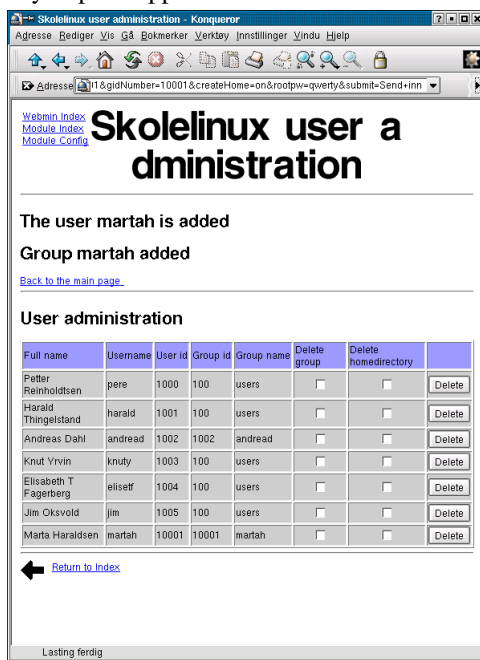 Skolelinux user administration - Konqueror
Adresse Rediger Vis Gå Bokmerker Verktøy Innstillinger Vindu Hjelp
Adresse 1&gidNumber=10001&createHome=on&rootpw=qwerty&submit=Send+inn
Webmin Index
Module Index
Module Config
Skolelinux user a
dministration
The user martah is added
Group martah added
Back to the main page
User administration
Full name Username User id Group id Group name Delete group Delete homedirectory
Petter Reinholdtsen pere 1000 100 users Delete
Harald Thingelstand harald 1001 100 users Delete
Andreas Dahl andread 1002 1002 andread Delete
Knut Yrvin knuty 1003 100 users Delete
Elisabeth T Fagerberg elisetf 1004 100 users Delete
Jim Oksvold jim 1005 100 users Delete
Marta Haraldsen martah 10001 10001 martah Delete
Return to Index
Lasting ferdig